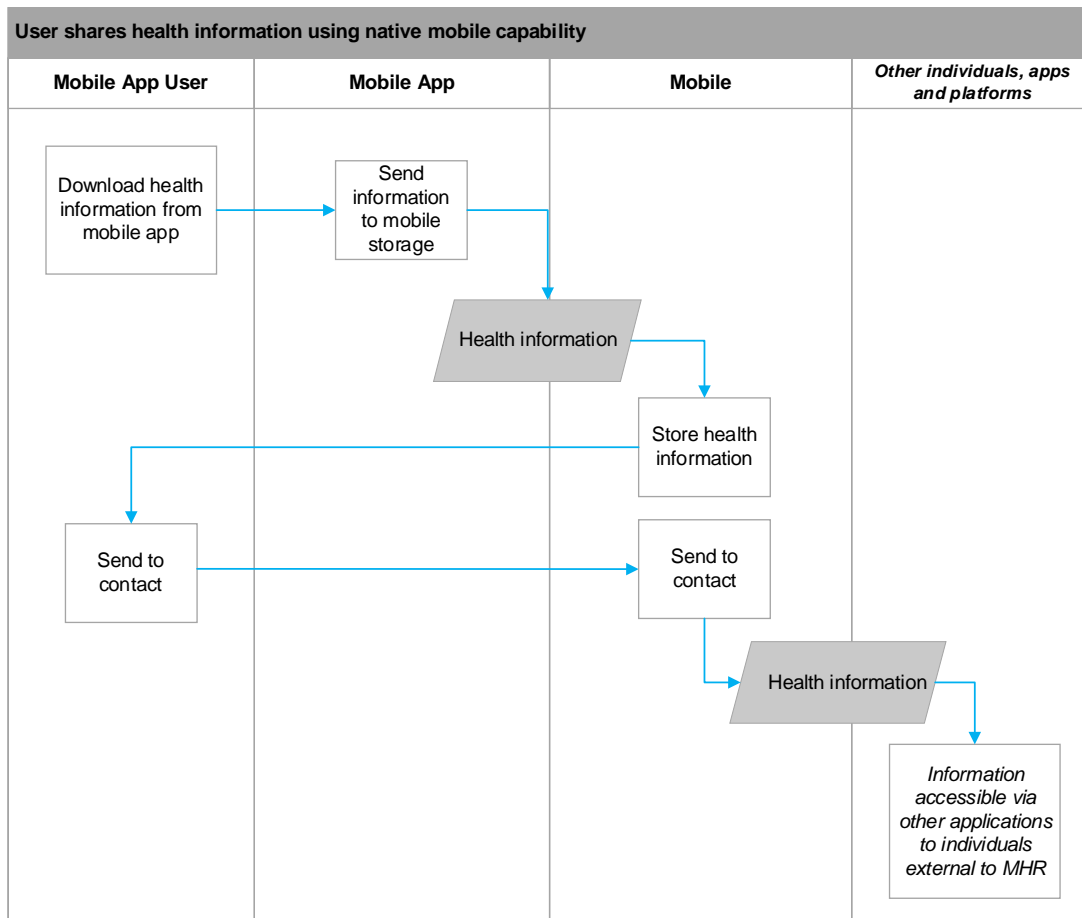 User shares health information using native mobile capability
Mobile App User
Mobile App
Mobile
Other individuals, apps
and platforms
Download health
information from
mobile app
Send
information
to mobile
storage
Health information
Store health
information
Send to
contact
Send to
contact
Health information
Information
accessible via
other applications
to individuals
external to MHR